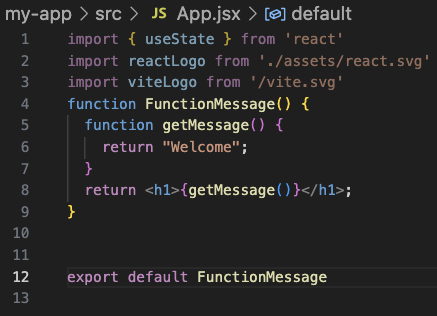 my-app > src > JS App.jsx > default
1 import { useState } from 'react'
2 import reactLogo from './assets/react.svg'
3 import viteLogo from '/vite.svg'
4 function FunctionMessage() {
5   function getMessage() {
6     return "Welcome";
7   }
8   return <h1>{getMessage()}</h1>;
9 }
10
11
12 export default FunctionMessage
13